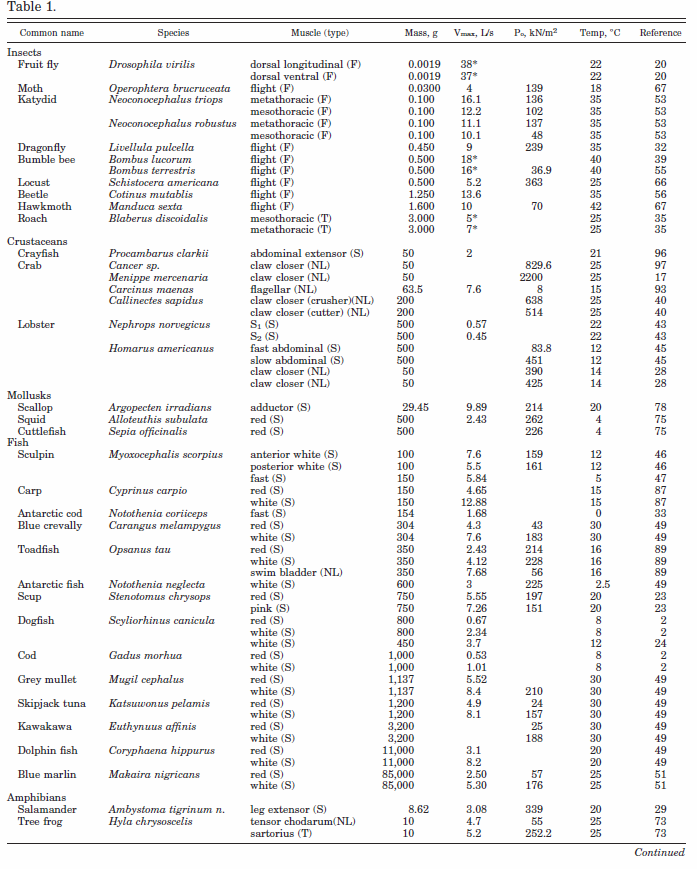 Table 1.
Common name Species Muscle (type) Mass, g Vmax, L/s Po, kN/m² Temp, °C Reference
Insects
Fruit fly Drosophila virilis dorsal longitudinal (F) 0.0019 38* 22 20
dorsal ventral (F) 0.0019 37* 22 20
Moth Operophtera brucruceata flight (F) 0.0300 4 139 18 67
Katydid Neoconocephalus triops metathoracic (F) 0.100 16.1 136 35 53
mesothoracic (F) 0.100 12.2 102 35 53
Neoconocephalus robustus metathoracic (F) 0.100 11.1 137 35 53
mesothoracic (F) 0.100 10.1 48 35 53
Dragonfly Livellula pulcella flight (F) 0.450 9 239 35 32
Bumble bee Bombus lucorum flight (F) 0.500 18* 40 39
Bombus terrestris flight (F) 0.500 16* 36.9 40 55
Locust Schistocera americana flight (F) 0.500 5.2 363 25 66
Beetle Cotinus mutablis flight (F) 1.250 13.6 35 56
Hawkmoth Manduca sexta flight (F) 1.600 10 70 42 67
Roach Blaberus discoidalis mesothoracic (T) 3.000 5* 25 35
metathoracic (T) 3.000 7* 25 35
Crustaceans
Crayfish Procambarus clarkii abdominal extensor (S) 50 2 21 96
Crab Cancer sp. claw closer (NL) 50 829.6 25 97
Menippe mercenaria claw closer (NL) 50 2200 25 17
Carcinus maenas flagellar (NL) 63.5 7.6 8 15 93
Callinectes sapidus claw closer (crusher)(NL) 200 638 25 40
claw closer (cutter) (NL) 200 514 25 40
Lobster Nephrops norvegicus S1 (S) 500 0.57 22 43
S2 (S) 500 0.45 22 43
Homarus americanus fast abdominal (S) 500 83.8 12 45
slow abdominal (S) 500 451 12 45
claw closer (NL) 50 390 14 28
claw closer (NL) 50 425 14 28
Mollusks
Scallop Argopecten irradians adductor (S) 29.45 9.89 214 20 78
Squid Alloteuthis subulata red (S) 500 2.43 262 4 75
Cuttlefish Sepia officinalis red (S) 500 226 4 75
Fish
Sculpin Myoxocephalis scorpius anterior white (S) 100 7.6 159 12 46
posterior white (S) 100 5.5 161 12 46
fast (S) 150 5.84 5 47
Carp Cyprinus carpio red (S) 150 4.65 15 87
white (S) 150 12.88 15 87
Antarctic cod Notothenia coriiceps fast (S) 154 1.68 0 33
Blue crevally Carangus melampygus red (S) 304 4.3 43 30 49
white (S) 304 7.6 183 30 49
Toadfish Opsanus tau red (S) 350 2.43 214 16 89
white (S) 350 4.12 228 16 89
swim bladder (NL) 350 7.68 56 16 89
Antarctic fish Notothenia neglecta white (S) 600 3 225 2.5 49
Scup Stenotomus chrysops red (S) 750 5.55 197 20 23
pink (S) 750 7.26 151 20 23
Dogfish Scyliorhinus canicula red (S) 800 0.67 8 2
white (S) 800 2.34 8 2
white (S) 450 3.7 12 24
Cod Gadus morhua red (S) 1,000 0.53 8 2
white (S) 1,000 1.01 8 2
Grey mullet Mugil cephalus red (S) 1,137 5.52 30 49
white (S) 1,137 8.4 210 30 49
Skipjack tuna Katsuwonus pelamis red (S) 1,200 4.9 24 30 49
white (S) 1,200 8.1 157 30 49
Kawakawa Euthynuus affinis red (S) 3,200 25 30 49
white (S) 3,200 188 30 49
Dolphin fish Coryphaena hippurus red (S) 11,000 3.1 20 49
white (S) 11,000 8.2 20 49
Blue marlin Makaira nigricans red (S) 85,000 2.50 57 25 51
white (S) 85,000 5.30 176 25 51
Amphibians
Salamander Ambystoma tigrinum n. leg extensor (S) 8.62 3.08 339 20 29
Tree frog Hyla chrysoscelis tensor chodarum(NL) 10 4.7 55 25 73
sartorius (T) 10 5.2 252.2 25 73
Continued